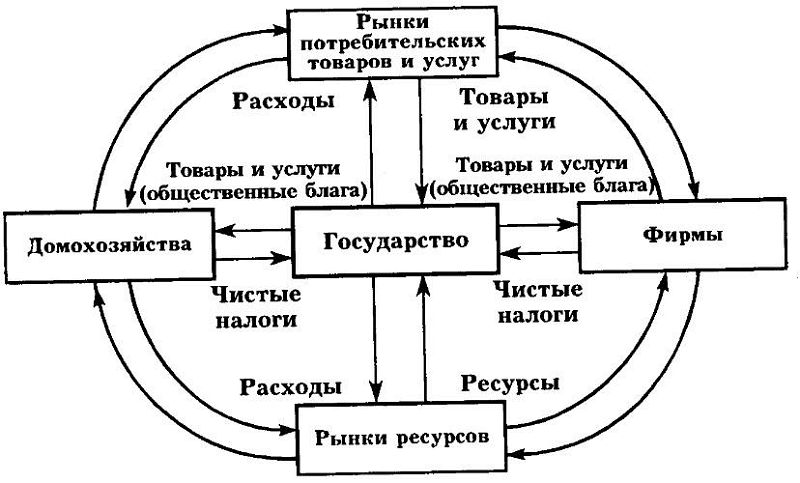 Рынки
потребительских
товаров и услуг
Расходы
Товары
и услуги
Товары и услуги
(общественные блага)
Товары и услуги
(общественные блага)
Домохозяйства
Государство
Фирмы
Чистые
налоги
Чистые
налоги
Расходы
Ресурсы
Рынки ресурсов